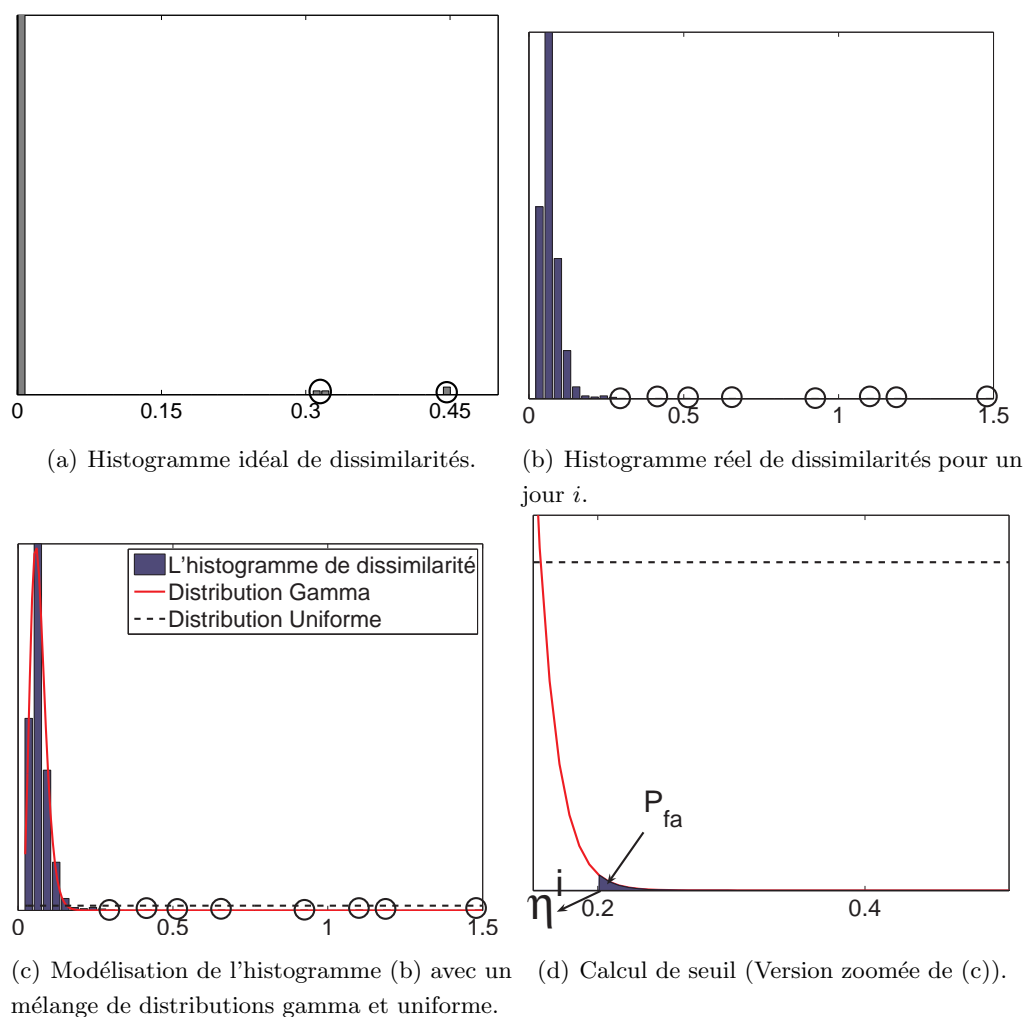 0 0.15 0.3 0.45
(a) Histogramme idéal de dissimilarités.
0 0.5 1 1.5
(b) Histogramme réel de dissimilarités pour un
jour i.
L'histogramme de dissimilarité
Distribution Gamma
Distribution Uniforme
0 0.5 1 1.5
(c) Modélisation de l'histogramme (b) avec un
mélange de distributions gamma et uniforme.
P_fa
η^i
0.2 0.4
(d) Calcul de seuil (Version zoomée de (c)).